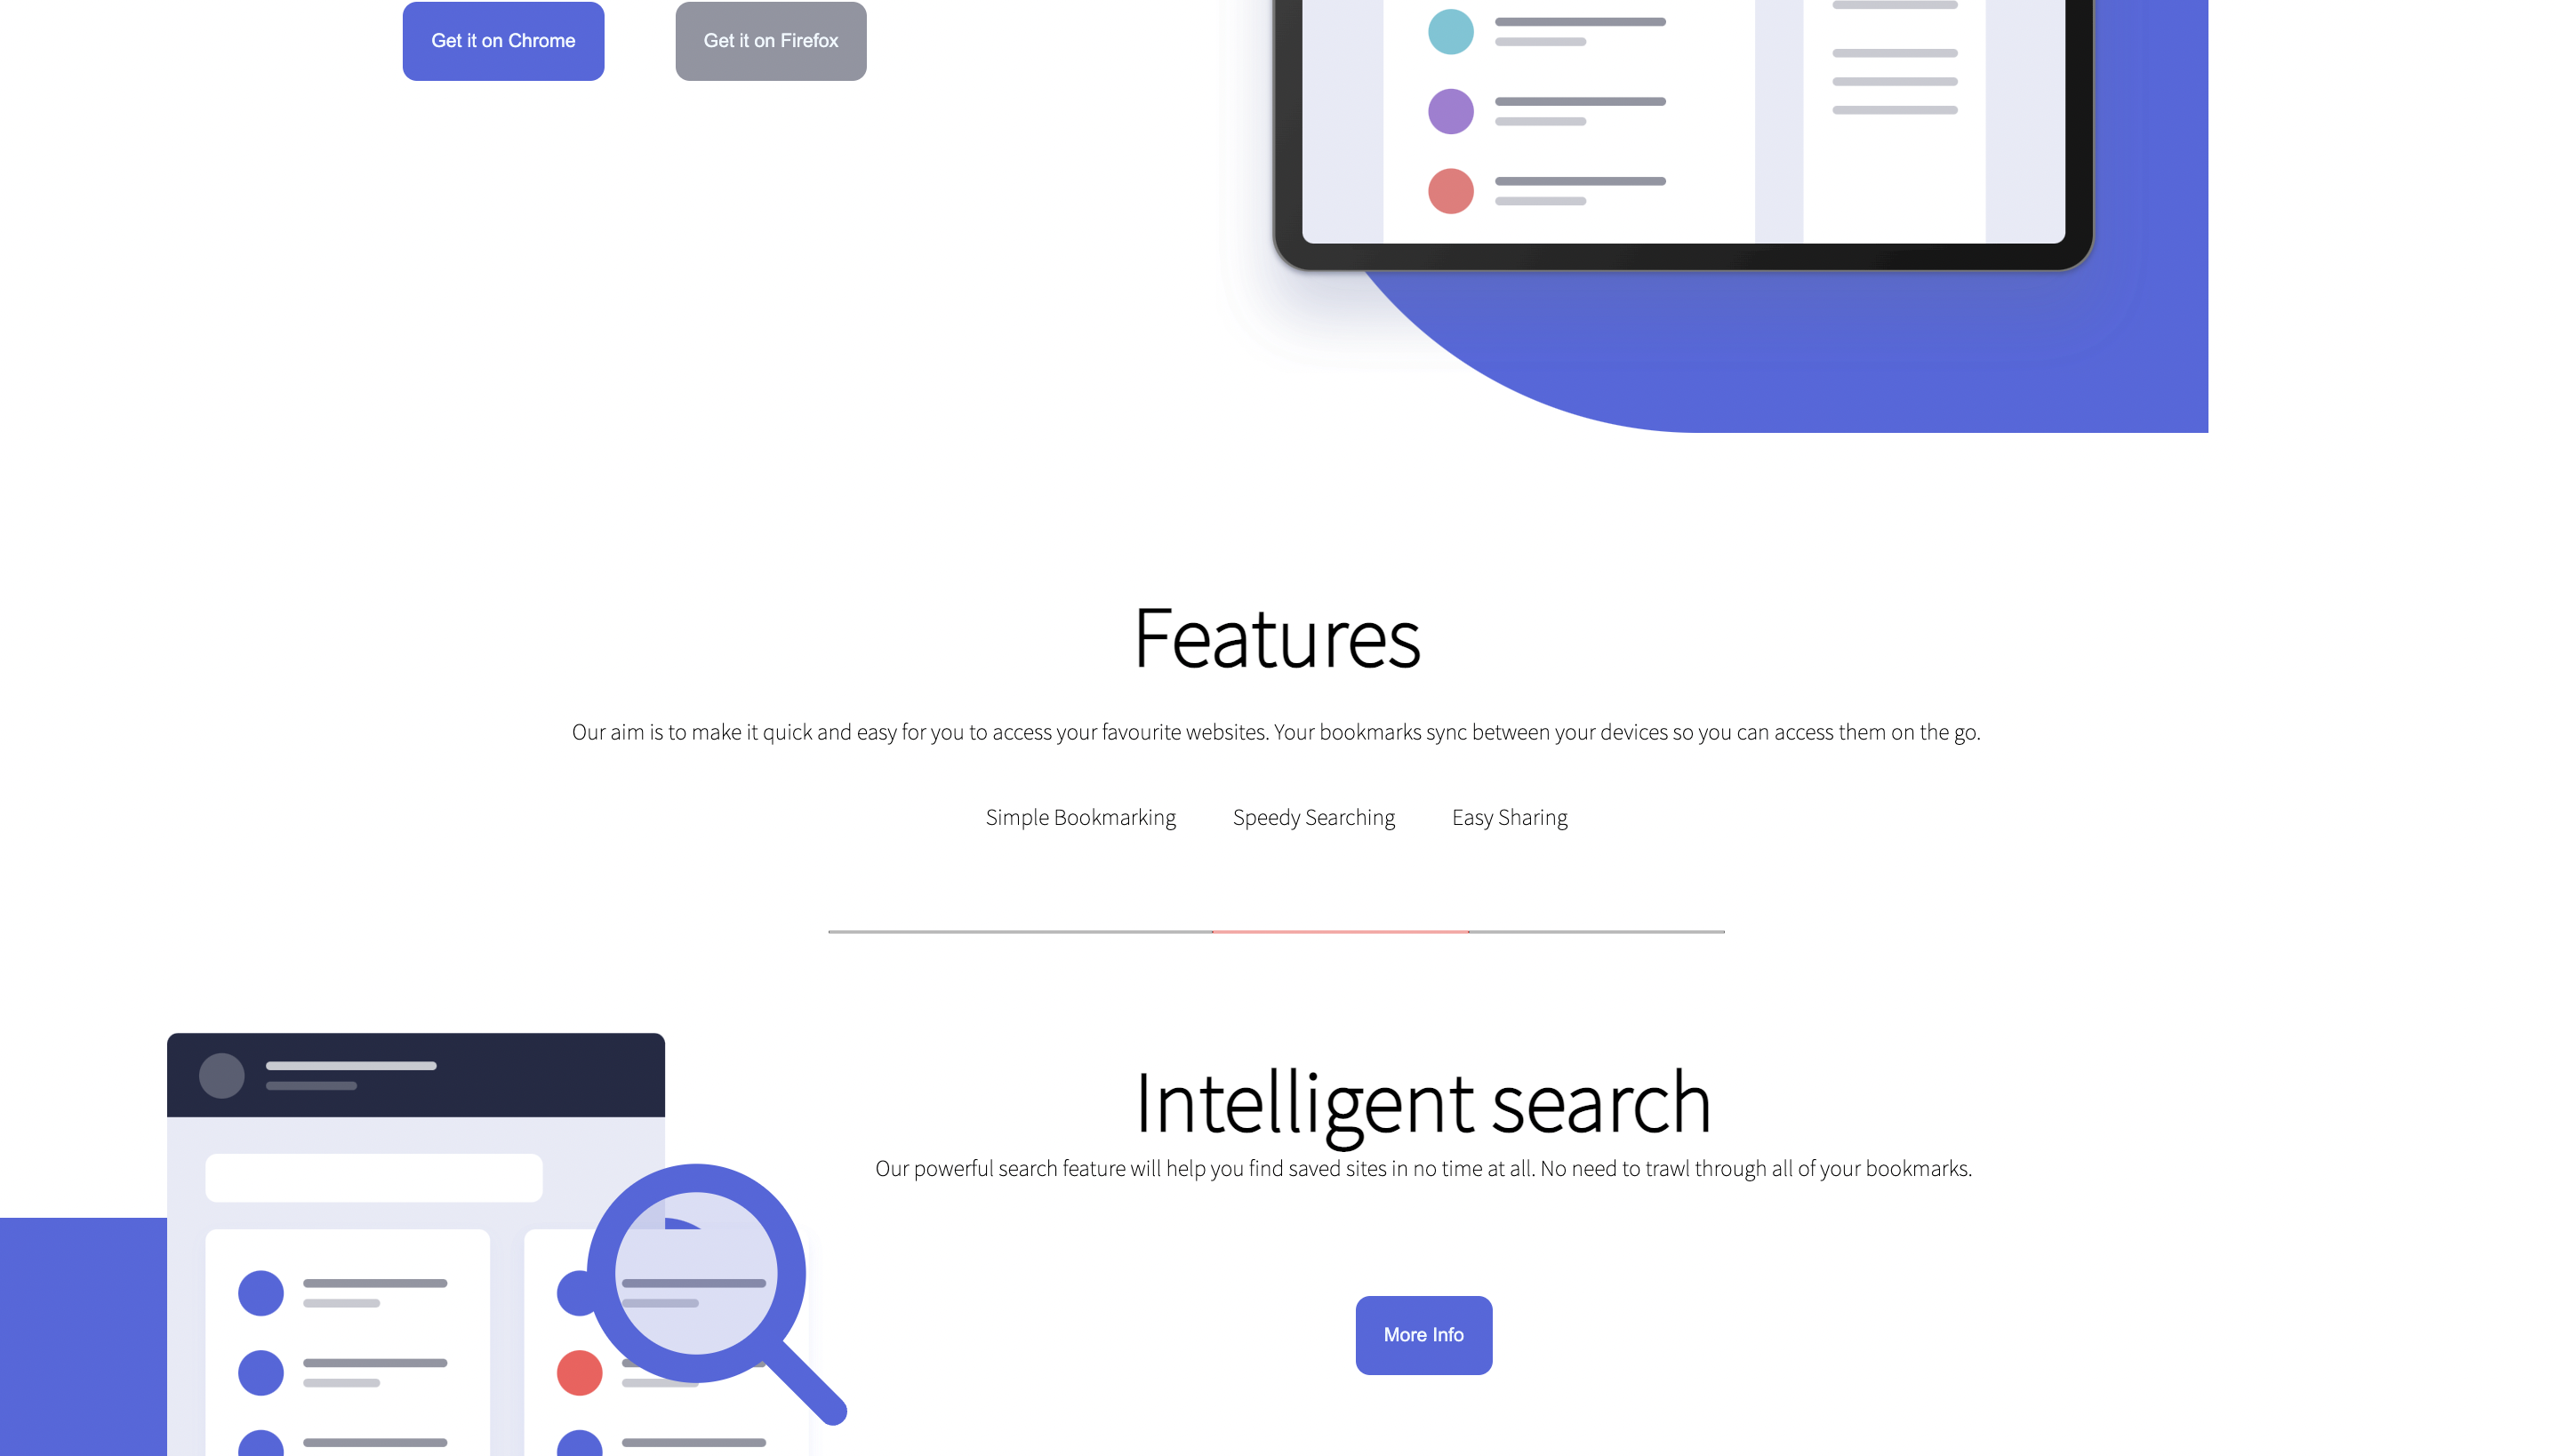 Get it on Chrome
Get it on Firefox
Features
Our aim is to make it quick and easy for you to access your favourite websites. Your bookmarks sync between your devices so you can access them on the go.
Simple Bookmarking
Speedy Searching
Easy Sharing
Intelligent search
Our powerful search feature will help you find saved sites in no time at all. No need to trawl through all of your bookmarks.
More Info